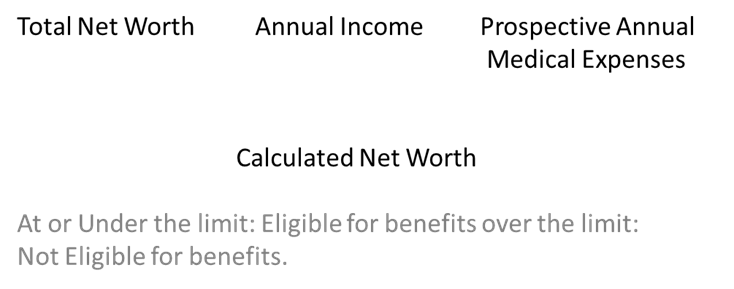 Total Net Worth Annual Income Prospective Annual
Medical Expenses
Calculated Net Worth
At or Under the limit: Eligible for benefits over the limit:
Not Eligible for benefits.